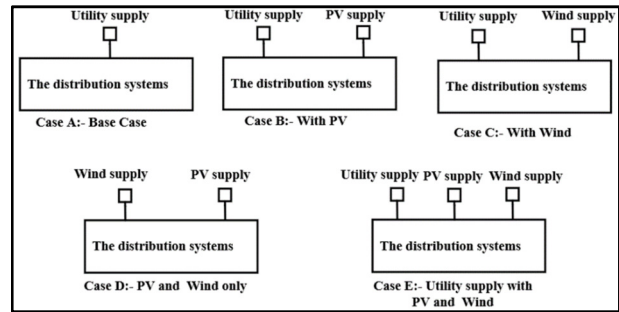 Utility supply
The distribution systems
Case A:- Base Case
Utility supply PV supply
The distribution systems
Case B:- With PV
Utility supply Wind supply
The distribution systems
Case C:- With Wind
Wind supply PV supply
The distribution systems
Case D:- PV and Wind only
Utility supply PV supply Wind supply
The distribution systems
Case E:- Utility supply with
PV and Wind